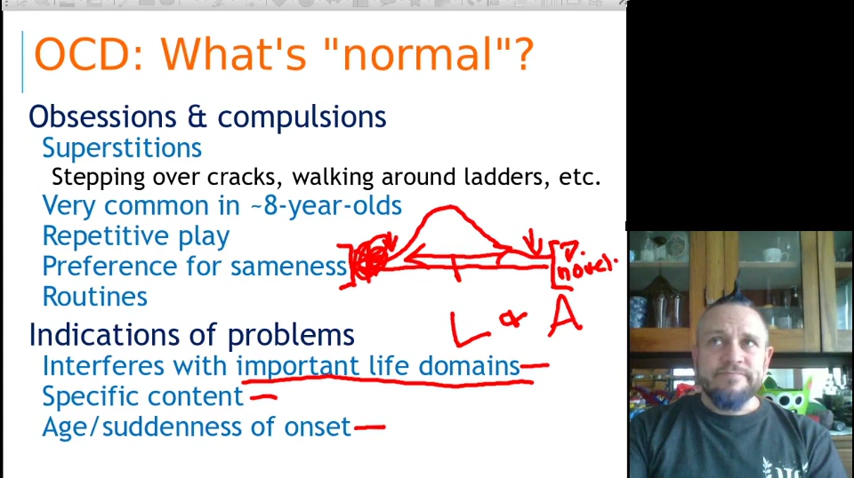 OCD: What's "normal"?
Obsessions & compulsions
Superstitions
Stepping over cracks, walking around ladders, etc.
Very common in ~8-year-olds
Repetitive play
Preference for sameness
novel.
Routines
L & A
Indications of problems
Interferes with important life domains
Specific content
Age/suddenness of onset